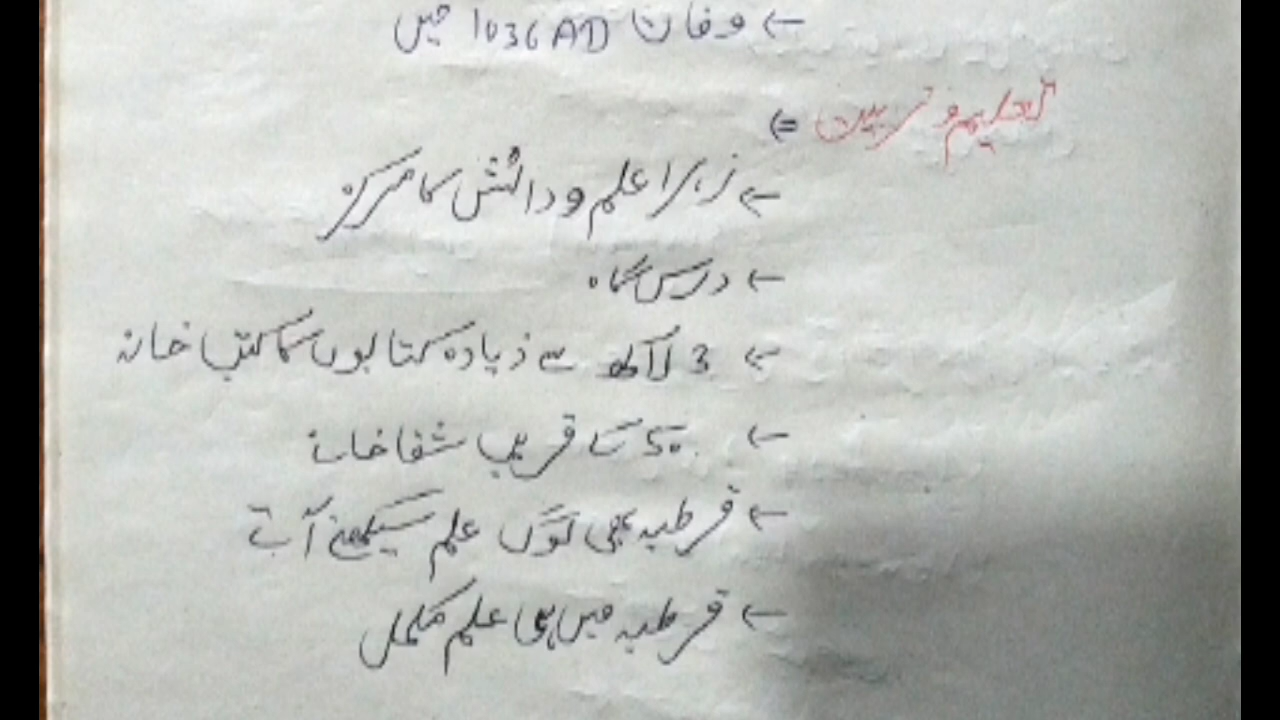 ← وفات 1036 AD میں
تعلیم و تربیت ⇐
← زہرا علم و دانش کا مرکز
← درس گاہ
← 3 لاکھ سے زیادہ کتابوں کا کتب خانہ
← 50 کے قریب شفا خانے
← قرطبہ ہی لوگ علم سیکھنے آتے
← قرطبہ میں ہی علم مکمل